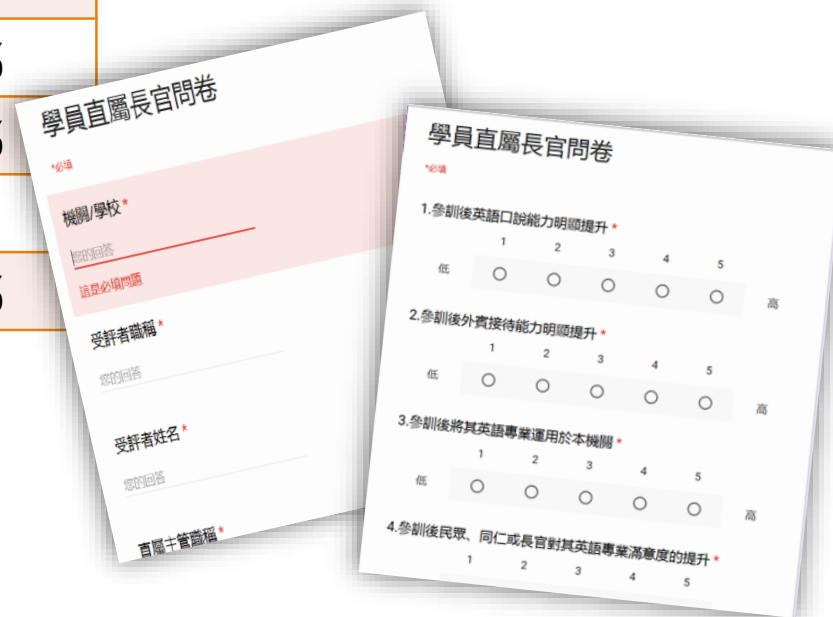 %
%
%
學員直屬長官問卷
*必填
機關/學校 *
您的回答
這是必填問題
受評者職稱 *
您的回答
受評者姓名 *
您的回答
直屬主管職稱 *
學員直屬長官問卷
*必填
1.參訓後英語口說能力明顯提升 *
1 2 3 4 5
低 高
2.參訓後外賓接待能力明顯提升 *
1 2 3 4 5
低 高
3.參訓後將其英語專業運用於本機關 *
1 2 3 4 5
低 高
4.參訓後民眾、同仁或長官對其英語專業滿意度的提升 *
1 2 3 4 5